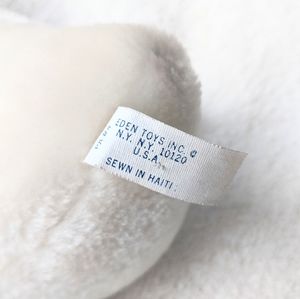 EDEN TOYS INC. ©
N.Y. N.Y. 10120
U.S.A.
SEWN IN HAITI.